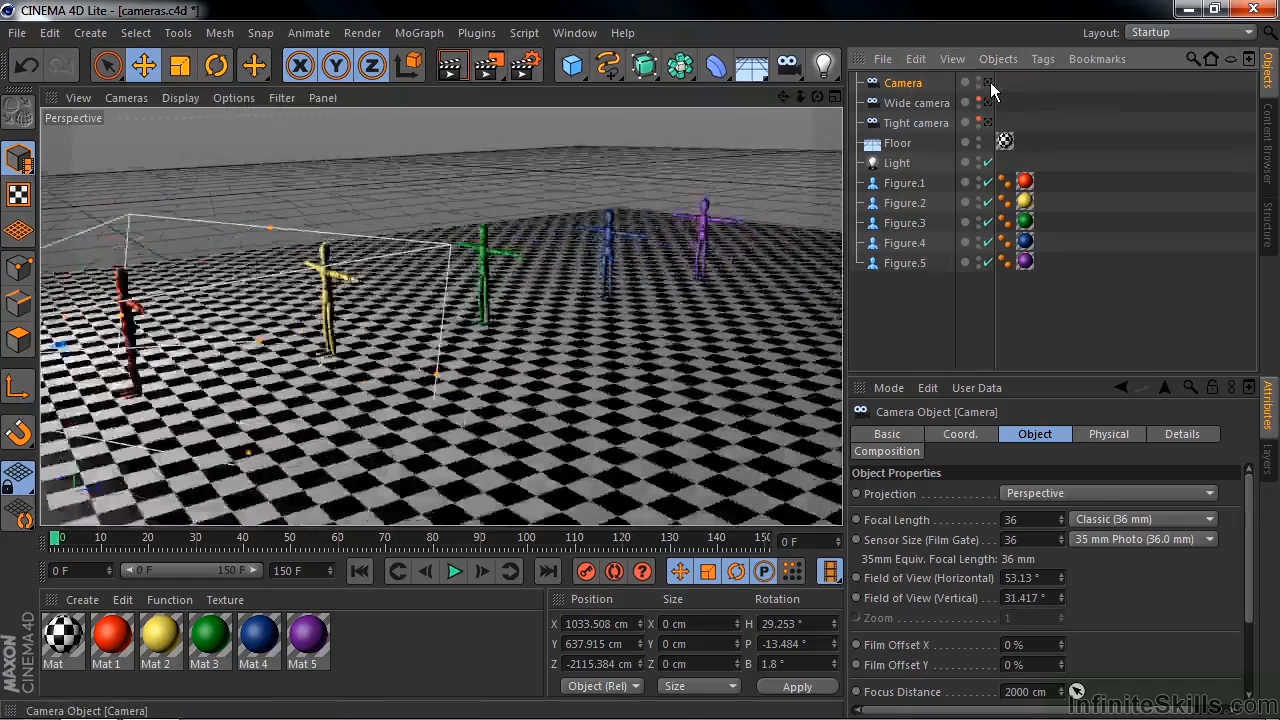 CINEMA 4D Lite - [cameras.c4d *]
File Edit Create Select Tools Mesh Snap Animate Render MoGraph Plugins Script Window Help
Layout: Startup
File Edit View Objects Tags Bookmarks
View Cameras Display Options Filter Panel
Perspective
Camera
Wide camera
Tight camera
Floor
Light
Figure.1
Figure.2
Figure.3
Figure.4
Figure.5
Objects
Content Browser
Structure
Mode Edit User Data
Camera Object [Camera]
Basic Coord. Object Physical Details
Composition
Object Properties
Projection Perspective
Focal Length 36 Classic (36 mm)
Sensor Size (Film Gate) 36 35 mm Photo (36.0 mm)
35mm Equiv. Focal Length: 36 mm
Field of View (Horizontal) 53.13 °
Field of View (Vertical) 31.417 °
Zoom 1
Film Offset X 0 %
Film Offset Y 0 %
Focus Distance 2000 cm
Attributes
Layers
0 10 20 30 40 50 60 70 80 90 100 110 120 130 140 150
0 F
0 F 0 F 150 F 150 F
Create Edit Function Texture
Mat Mat 1 Mat 2 Mat 3 Mat 4 Mat 5
Position Size Rotation
X 1033.508 cm X 0 cm H 29.253 °
Y 637.915 cm Y 0 cm P -13.484 °
Z -2115.384 cm Z 0 cm B 1.8 °
Object (Rel) Size Apply
MAXON
CINEMA 4D
Camera Object [Camera]
InfiniteSkills.com